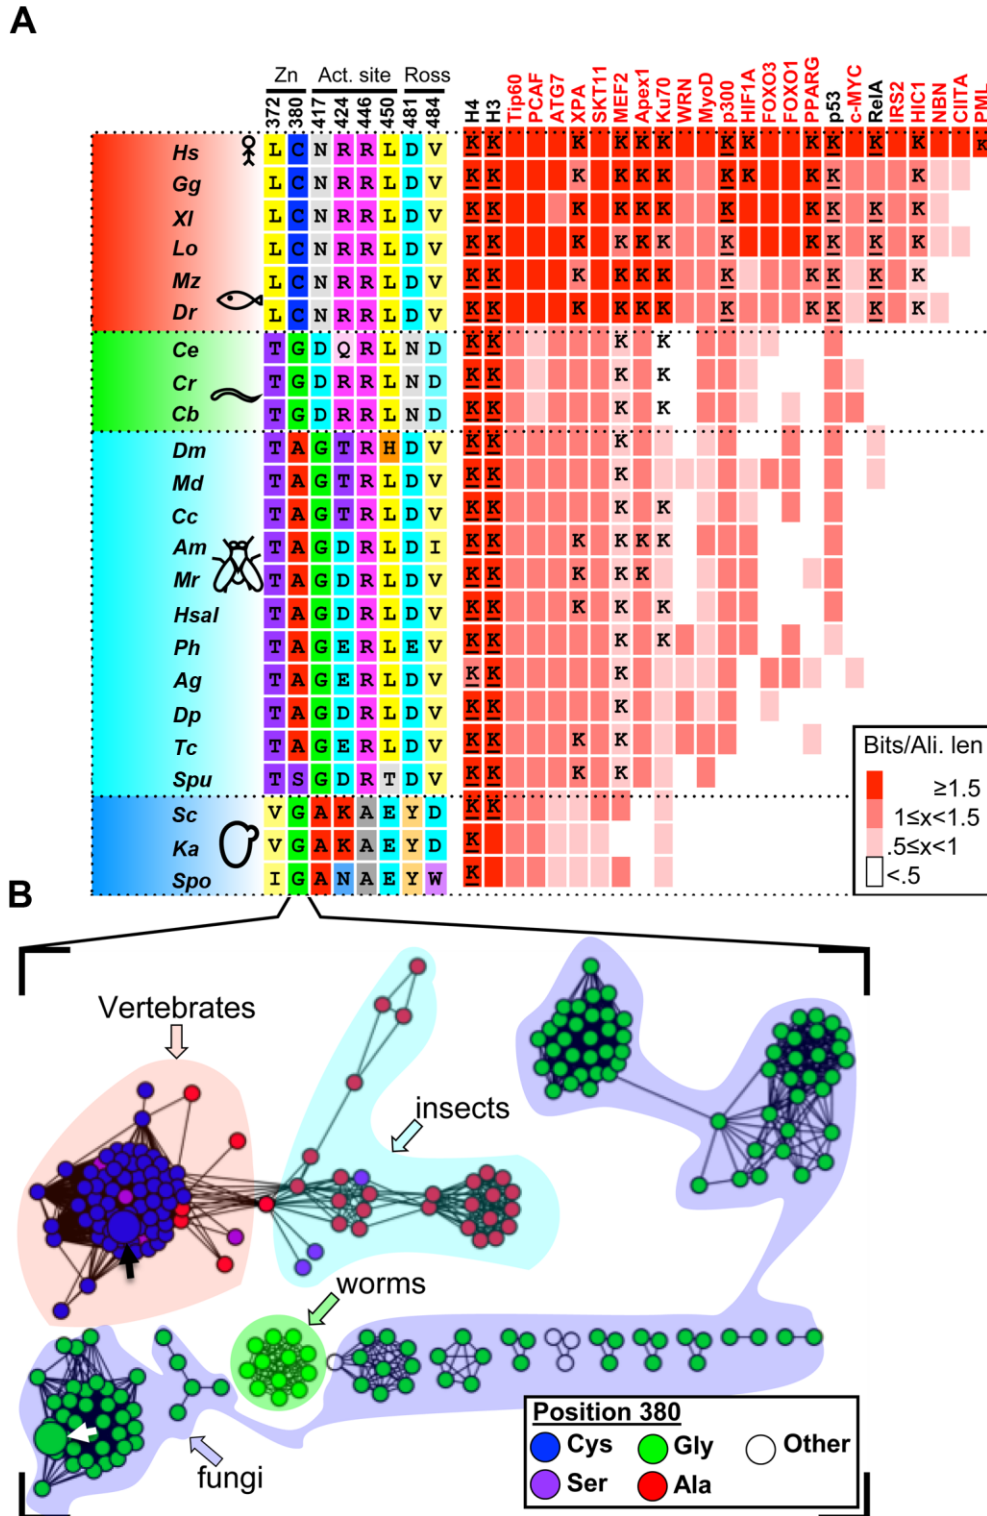 A
Zn Act. site Ross
372 380 417 424 446 450 481 484 H4 H3 Tip60 PCAF ATG7 XPA SKT11 MEF2 Apex1 Ku70 WRN MyoD p300 HIF1A FOXO3 FOXO1 PPARG p53 c-MYC RelA IRS2 HIC1 NBN CIITA PML
Hs L C N R R L D V K K K K K K K K K K K K K
Gg L C N R R L D V K K K K K K K K K K K
Xl L C N R R L D V K K K K K K K K K K
Lo L C N R R L D V K K K K K K K K K K K
Mz L C N R R L D V K K K K K K K K K K K
Dr L C N R R L D V K K K K K K K K K K K
Ce T G D Q R L N D K K K K
Cr T G D R R L N D K K K K
Cb T G D R R L N D K K K K
Dm T A G T R H D V K K K
Md T A G T R L D V K K K
Cc T A G T R L D V K K K K
Am T A G D R L D I K K K K K K
Mr T A G D R L D V K K K K K
Hsal T A G D R L D V K K K K K
Ph T A G E R L E V K K K K
Ag T A G E R L D V K K K
Dp T A G D R L D V K K K
Tc T A G E R L D V K K K K
Spu T S G D R T D V K K K K
Sc V G A K A E Y D K K
Ka V G A K A E Y D K
Spo I G A N A E Y W K
Bits/Ali. len
≥1.5
1≤x<1.5
.5≤x<1
<.5
B
Vertebrates
insects
worms
fungi
Position 380
Cys Gly Other
Ser Ala